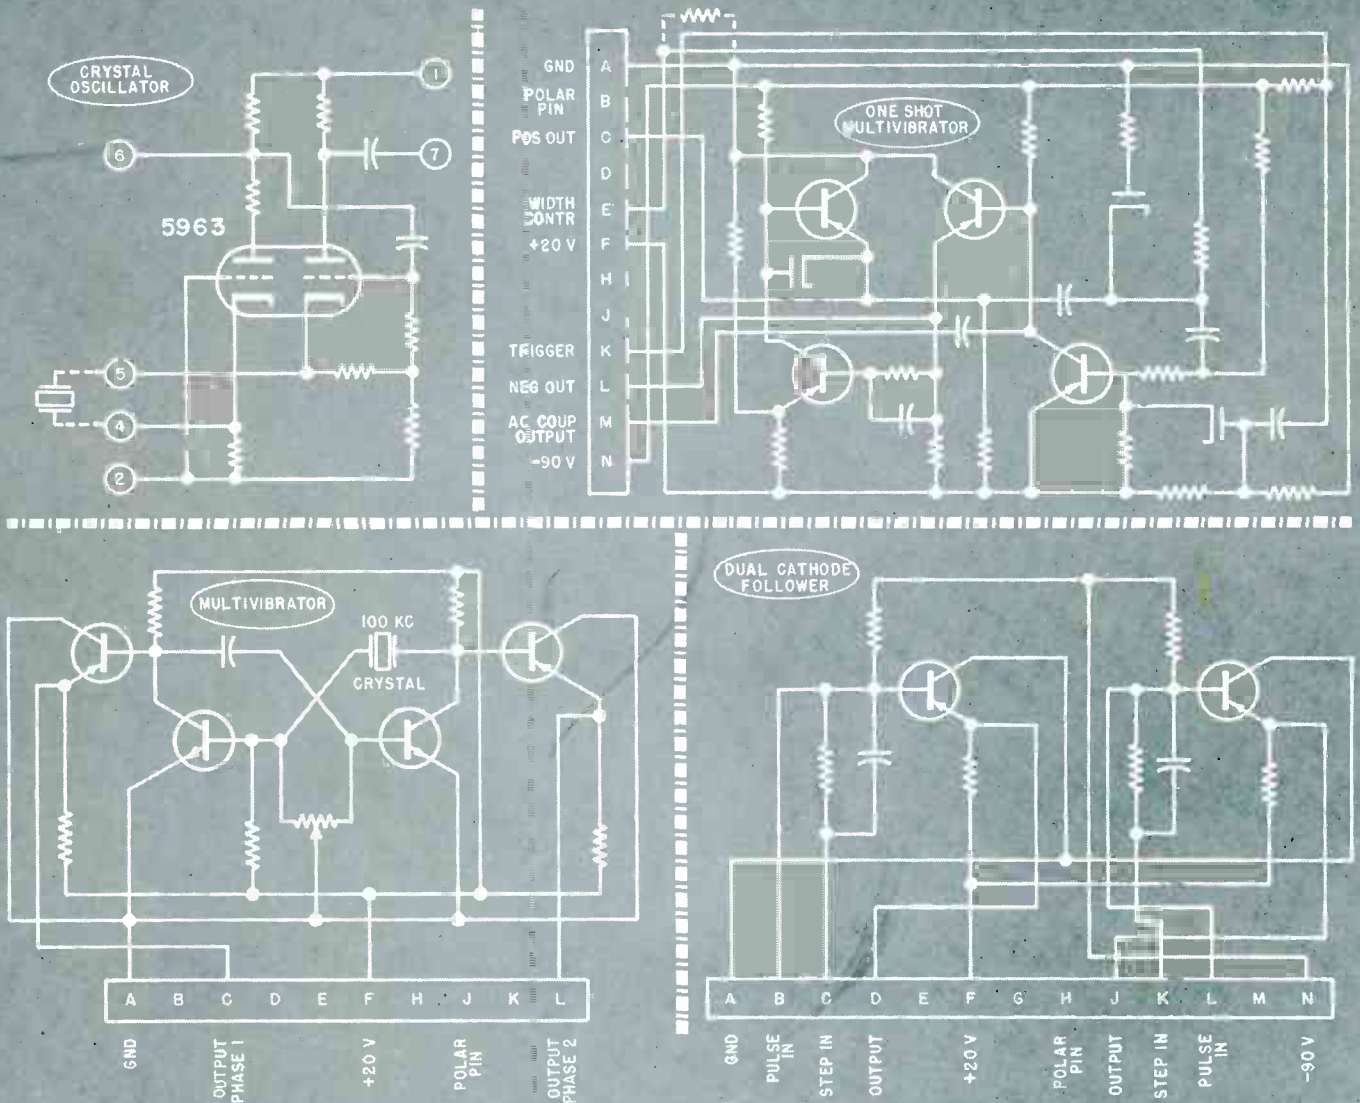 CRYSTAL
OSCILLATOR
1
6
7
5963
5
4
2
GND A
POLAR
PIN
B
POS OUT C
D
WIDTH
CONTR
E
+20 V F
H
J
TRIGGER K
NEG OUT L
AC COUP
OUTPUT
M
-90 V N
ONE SHOT
MULTIVIBRATOR
MULTIVIBRATOR
100 KC
CRYSTAL
A B C D E F H J K L
GND
OUTPUT
PHASE 1
+20 V
POLAR
PIN
OUTPUT
PHASE 2
DUAL CATHODE
FOLLOWER
A B C D E F G H J K L M N
GND
PULSE
IN
STEP IN
OUTPUT
+20 V
POLAR
PIN
OUTPUT
STEP IN
PULSE
IN
-90 V